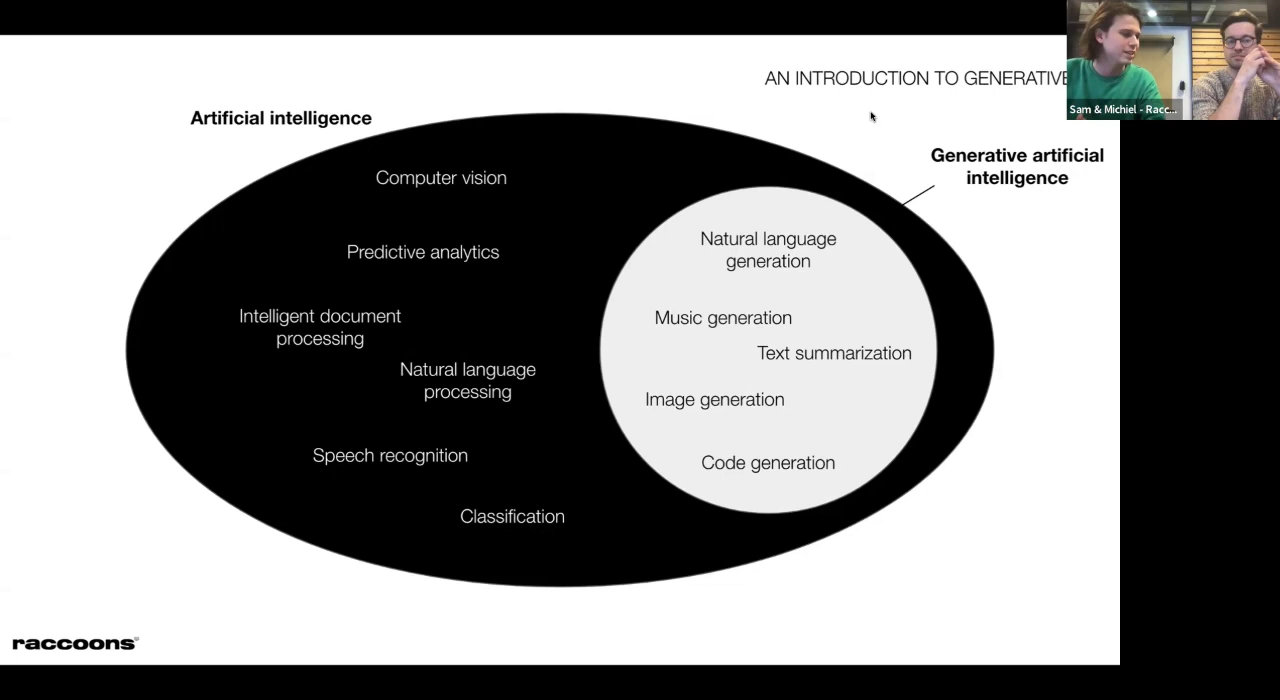 AN INTRODUCTION TO GENERATIVE
Sam & Michiel - Racc...
Artificial intelligence
Generative artificial
intelligence
Computer vision
Predictive analytics
Intelligent document
processing
Natural language
processing
Speech recognition
Classification
Natural language
generation
Music generation
Text summarization
Image generation
Code generation
raccoons®